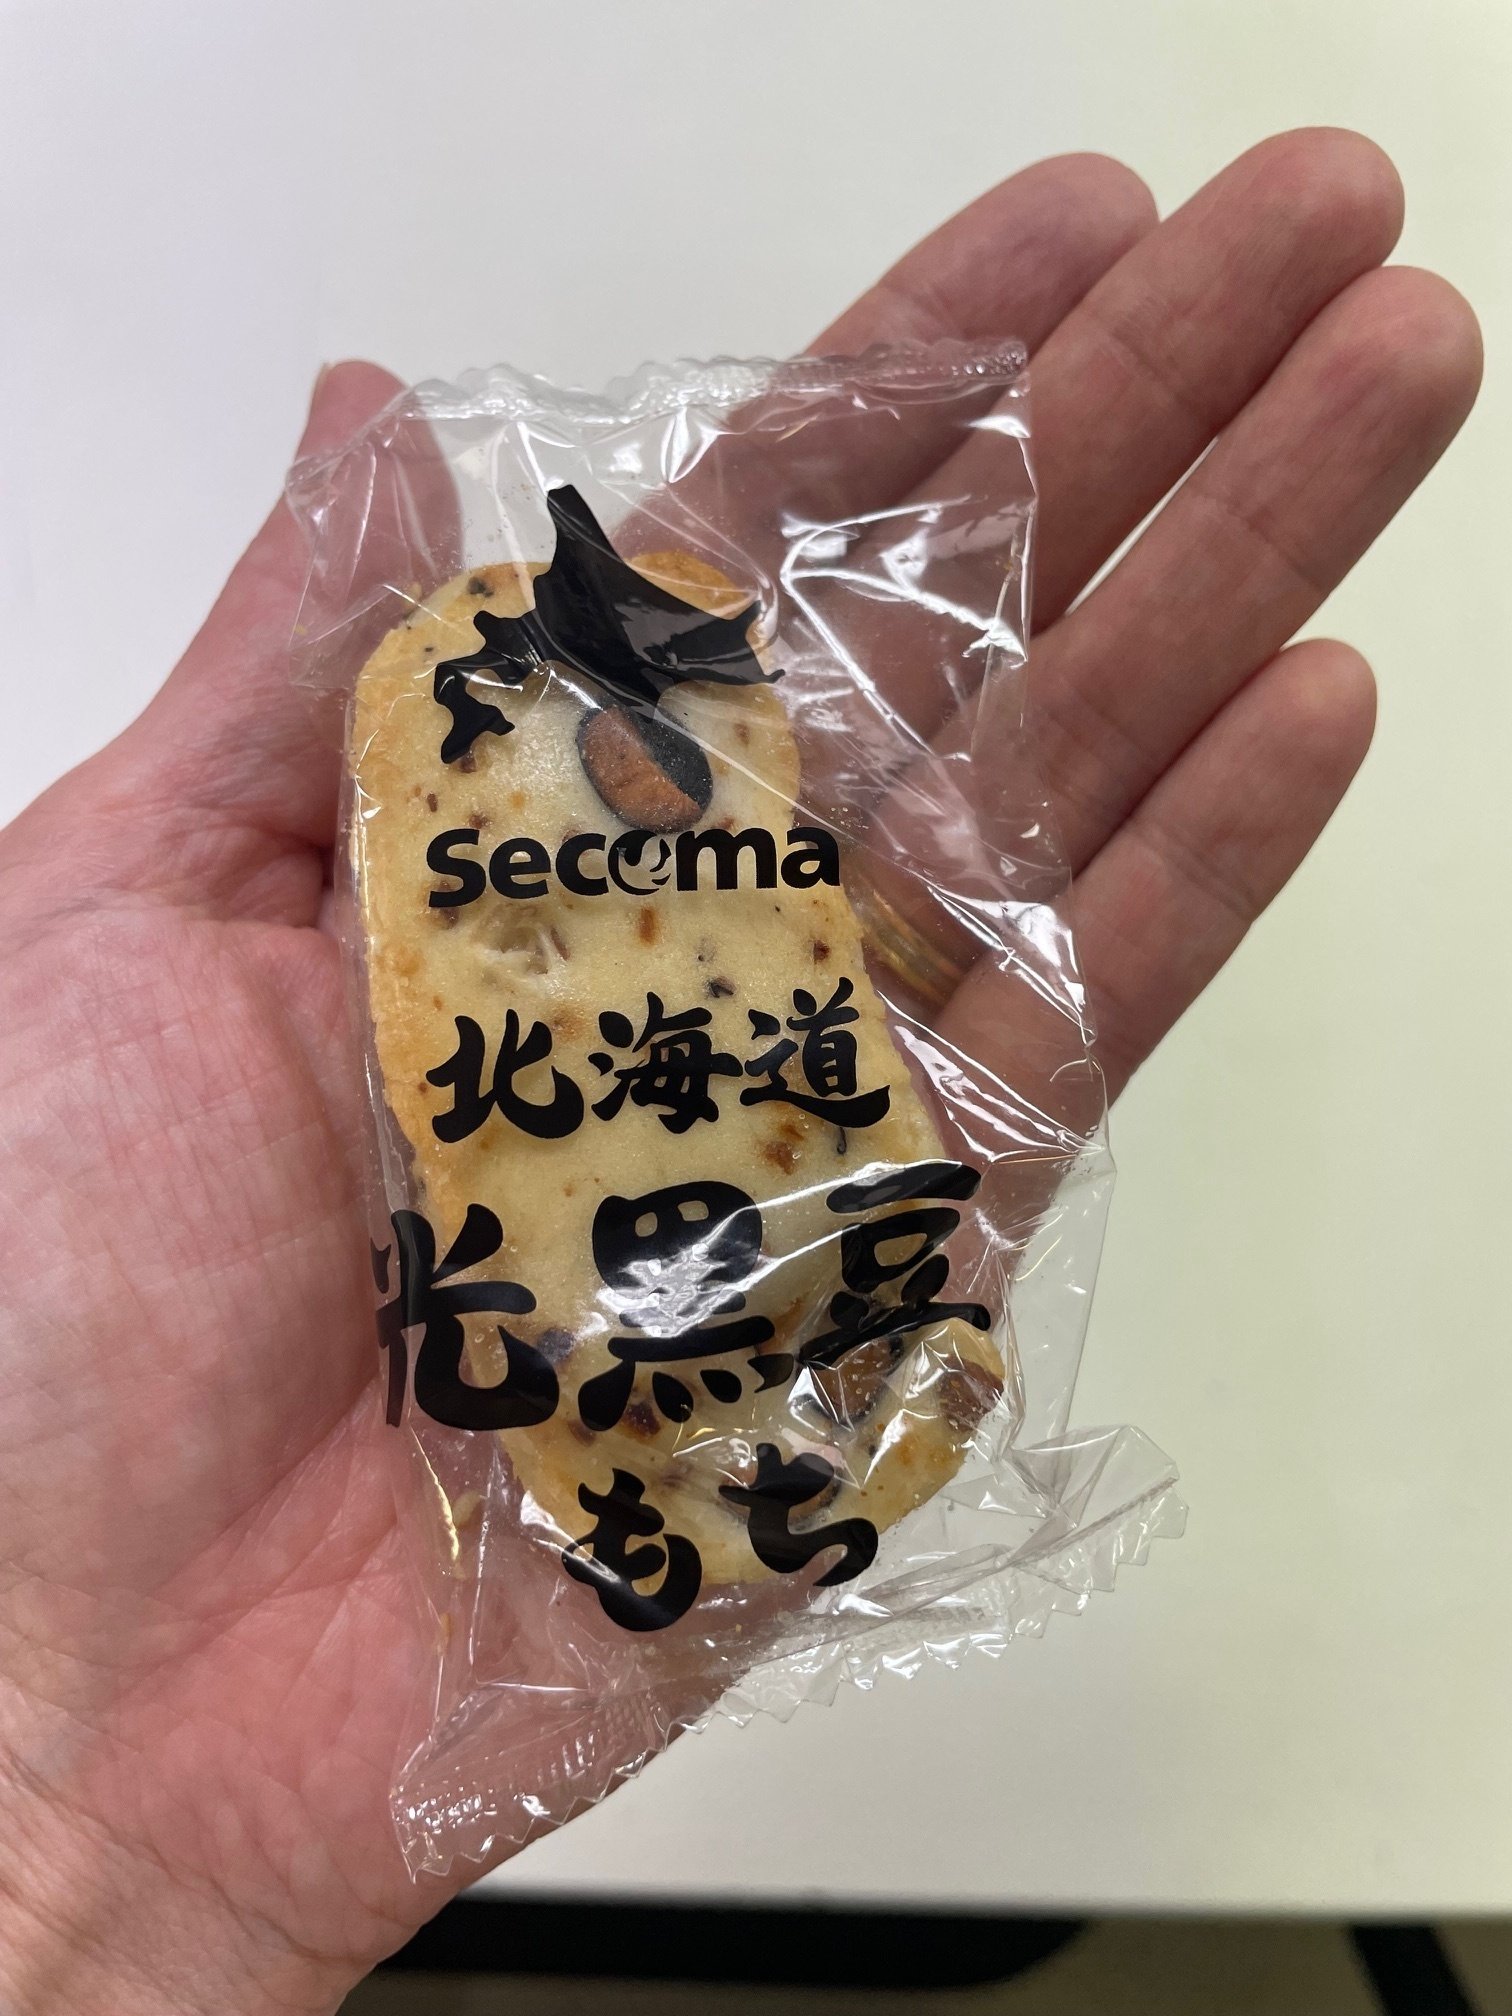 secoma
北海道
光黒豆
もち